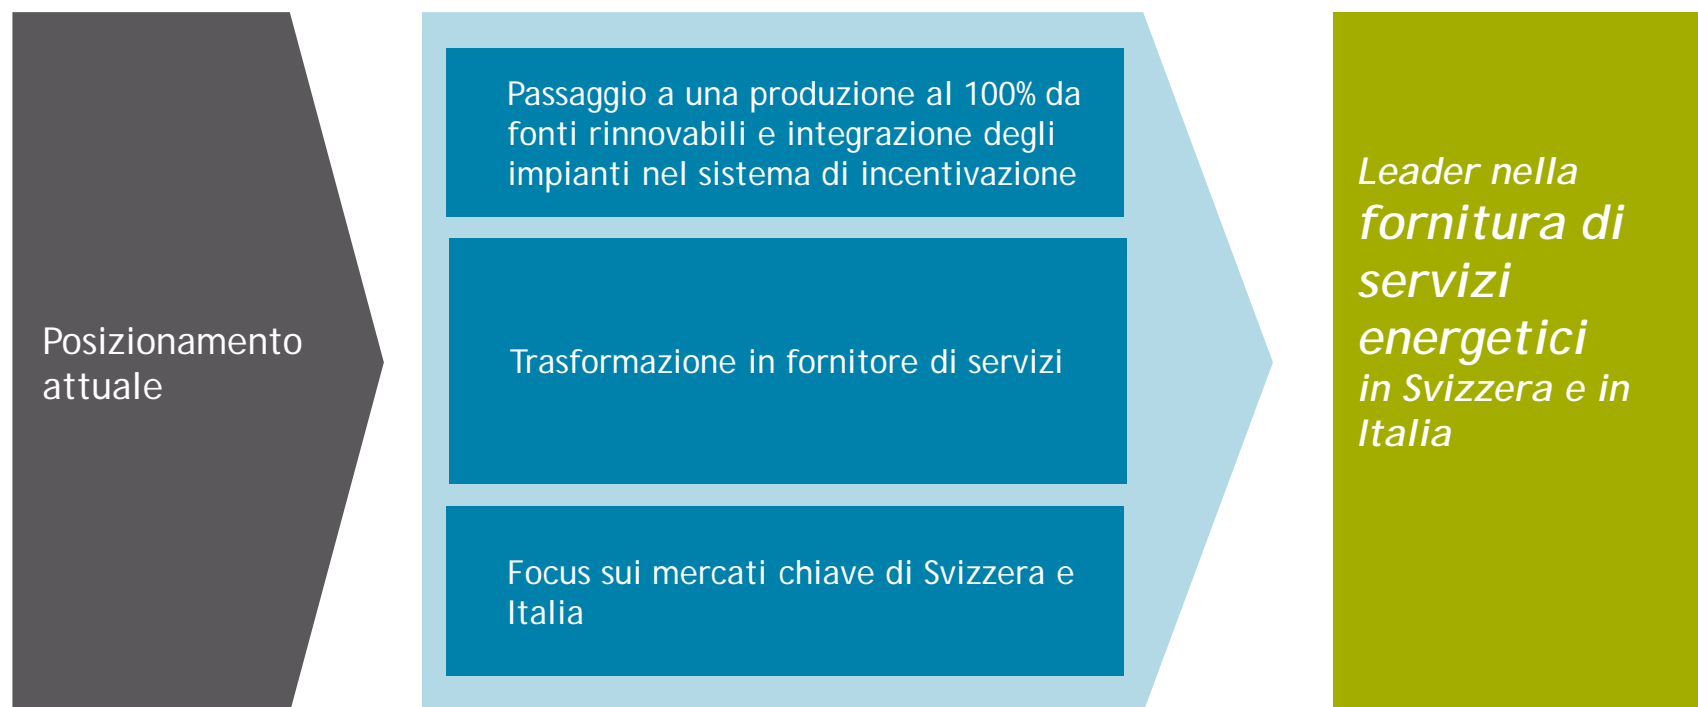 Posizionamento
attuale
Passaggio a una produzione al 100% da
fonti rinnovabili e integrazione degli
impianti nel sistema di incentivazione
Trasformazione in fornitore di servizi
Focus sui mercati chiave di Svizzera e
Italia
Leader nella
fornitura di
servizi
energetici
in Svizzera e in
Italia